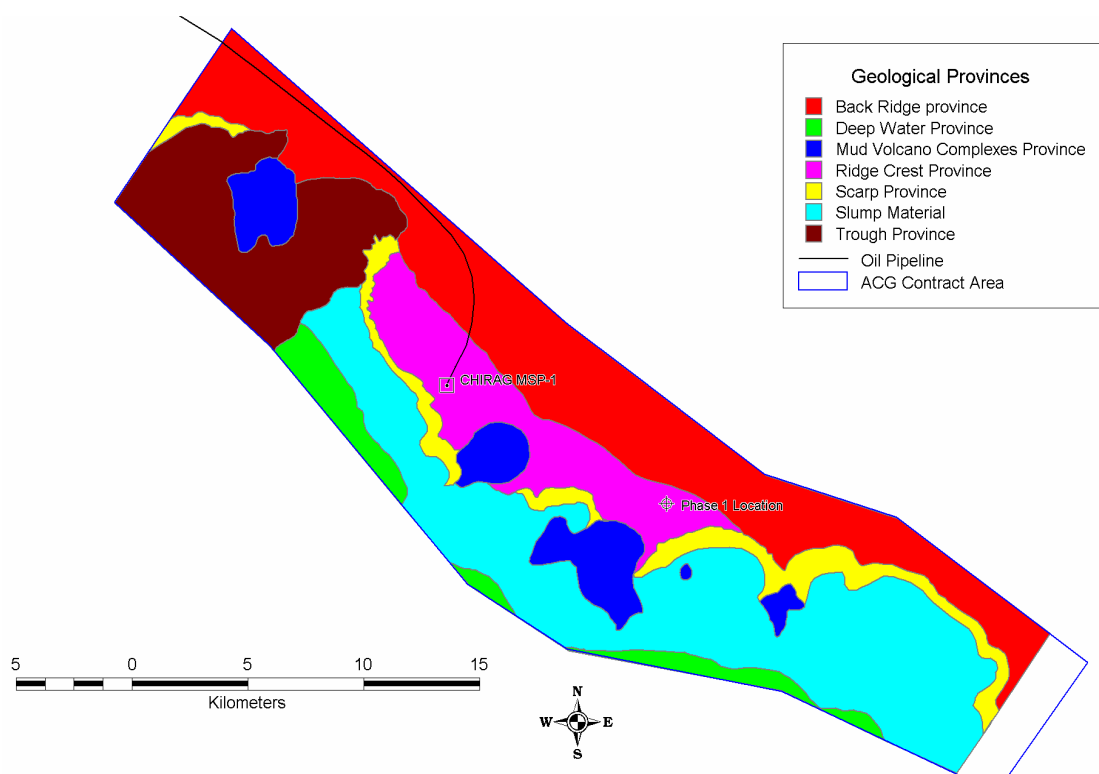 Geological Provinces
Back Ridge province
Deep Water Province
Mud Volcano Complexes Province
Ridge Crest Province
Scarp Province
Slump Material
Trough Province
Oil Pipeline
ACG Contract Area
CHIRAG MSP-1
Phase 1 Location
5 0 5 10 15
Kilometers
N
W E
S